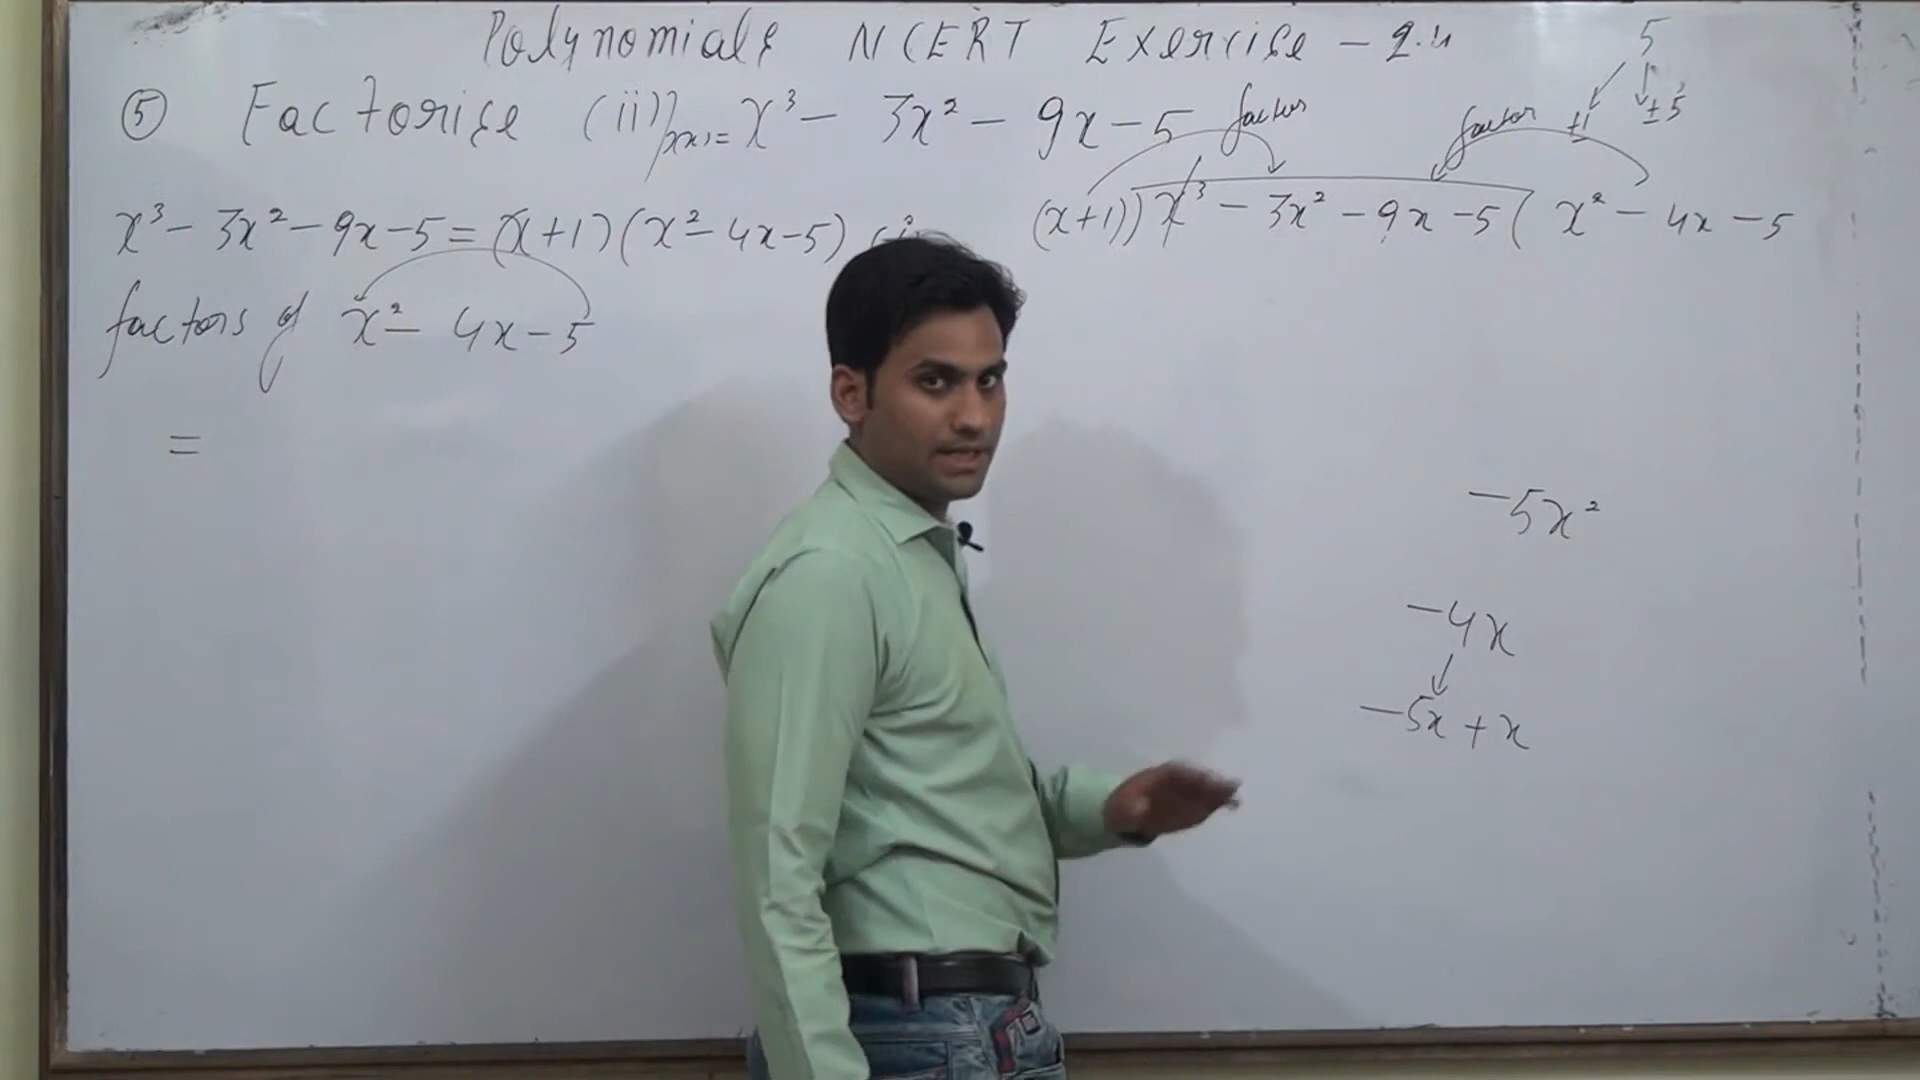 Polynomials NCERT Exercise - 2.4
5
±1 ±5
⑤ Factorise (ii) p(x) = x³ - 3x² - 9x - 5
factor factor
x³ - 3x² - 9x - 5 = (x+1)(x² - 4x - 5)
(x+1)) x³ - 3x² - 9x - 5 ( x² - 4x - 5
factors of x² - 4x - 5
=
-5x²
-4x
-5x + x